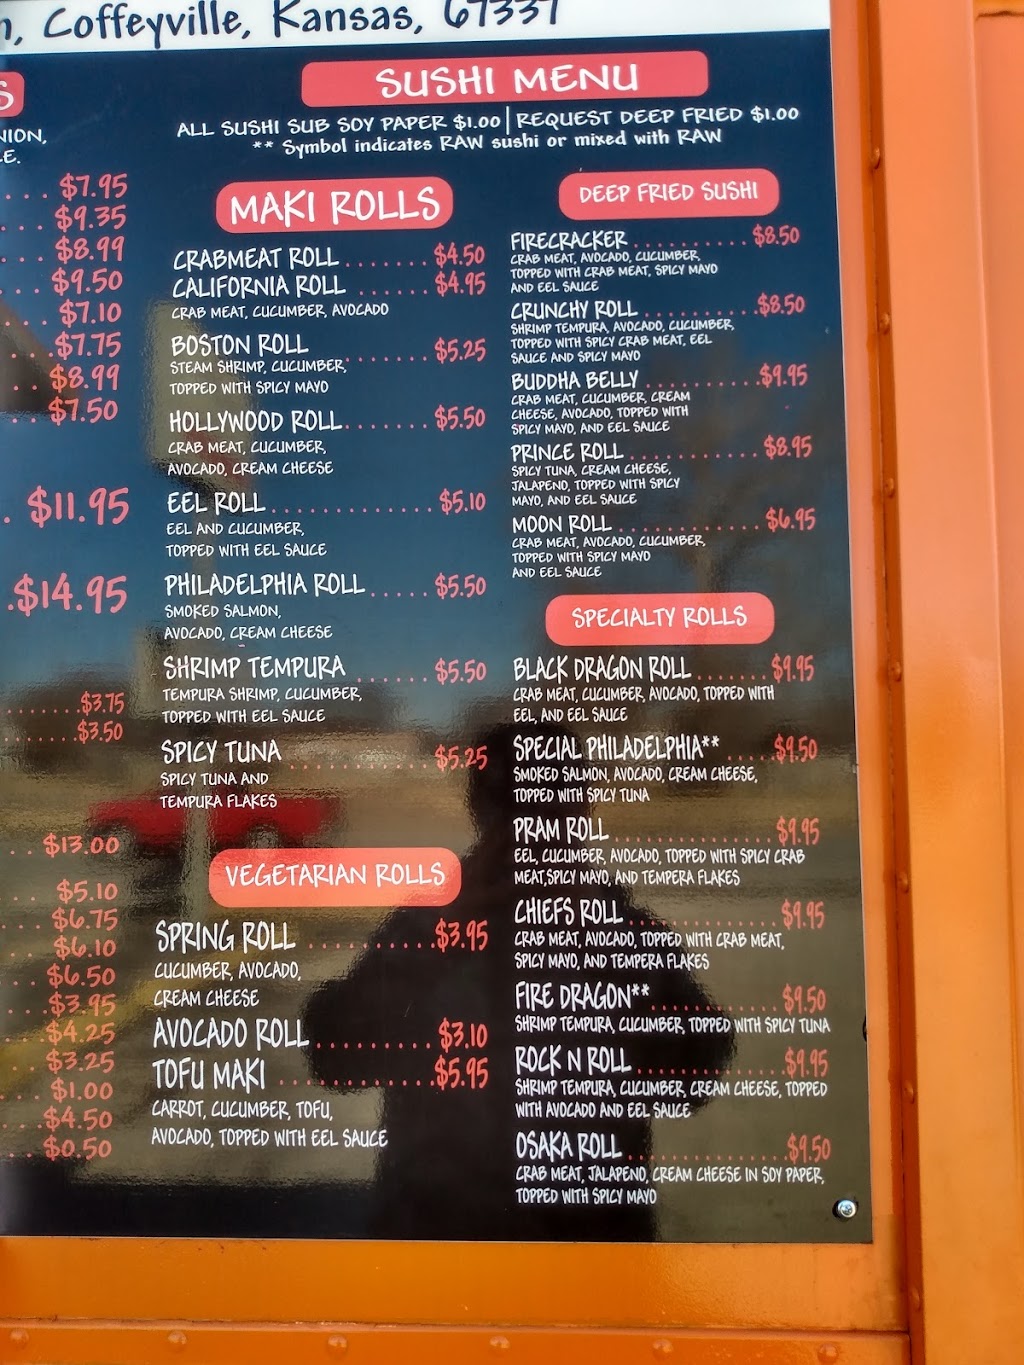 Coffeyville, Kansas, 67337
S
NION,
E.
$7.95
$9.35
$8.99
$9.50
$7.10
$7.75
$8.99
$7.50
$11.95
$14.95
$3.75
$3.50
$13.00
$5.10
$6.75
$6.10
$6.50
$3.95
$4.25
$3.25
$1.00
$4.50
$0.50
SUSHI MENU
ALL SUSHI SUB SOY PAPER $1.00 | REQUEST DEEP FRIED $1.00
** Symbol indicates RAW sushi or mixed with RAW
MAKI ROLLS
CRABMEAT ROLL ....... $4.50
CALIFORNIA ROLL ....... $4.95
CRAB MEAT, CUCUMBER, AVOCADO
BOSTON ROLL ........ $5.25
STEAM SHRIMP, CUCUMBER,
TOPPED WITH SPICY MAYO
HOLLYWOOD ROLL ........ $5.50
CRAB MEAT, CUCUMBER,
AVOCADO, CREAM CHEESE
EEL ROLL .............. $5.10
EEL AND CUCUMBER,
TOPPED WITH EEL SAUCE
PHILADELPHIA ROLL ...... $5.50
SMOKED SALMON,
AVOCADO, CREAM CHEESE
SHRIMP TEMPURA ....... $5.50
TEMPURA SHRIMP, CUCUMBER,
TOPPED WITH EEL SAUCE
SPICY TUNA ............ $5.25
SPICY TUNA AND
TEMPURA FLAKES
VEGETARIAN ROLLS
SPRING ROLL .......... $3.95
CUCUMBER, AVOCADO,
CREAM CHEESE
AVOCADO ROLL ......... $3.10
TOFU MAKI ............ $5.95
CARROT, CUCUMBER, TOFU,
AVOCADO, TOPPED WITH EEL SAUCE
DEEP FRIED SUSHI
FIRECRACKER ........... $8.50
CRAB MEAT, AVOCADO, CUCUMBER,
TOPPED WITH CRAB MEAT, SPICY MAYO
AND EEL SAUCE
CRUNCHY ROLL .......... $8.50
SHRIMP TEMPURA, AVOCADO, CUCUMBER,
TOPPED WITH SPICY CRAB MEAT, EEL
SAUCE AND SPICY MAYO
BUDDHA BELLY .......... $9.95
CRAB MEAT, CUCUMBER, CREAM
CHEESE, AVOCADO, TOPPED WITH
SPICY MAYO, AND EEL SAUCE
PRINCE ROLL ............ $8.95
SPICY TUNA, CREAM CHEESE,
JALAPENO, TOPPED WITH SPICY
MAYO, AND EEL SAUCE
MOON ROLL ............. $6.95
CRAB MEAT, AVOCADO, CUCUMBER,
TOPPED WITH SPICY MAYO
AND EEL SAUCE
SPECIALTY ROLLS
BLACK DRAGON ROLL ....... $9.95
CRAB MEAT, CUCUMBER, AVOCADO, TOPPED WITH
EEL, AND EEL SAUCE
SPECIAL PHILADELPHIA** ..... $9.50
SMOKED SALMON, AVOCADO, CREAM CHEESE,
TOPPED WITH SPICY TUNA
PRAM ROLL .............. $9.95
EEL, CUCUMBER, AVOCADO, TOPPED WITH SPICY CRAB
MEAT,SPICY MAYO, AND TEMPERA FLAKES
CHIEFS ROLL ............. $9.95
CRAB MEAT, AVOCADO, TOPPED WITH CRAB MEAT,
SPICY MAYO, AND TEMPERA FLAKES
FIRE DRAGON** ........... $9.50
SHRIMP TEMPURA, CUCUMBER, TOPPED WITH SPICY TUNA
ROCK N ROLL ............. $9.95
SHRIMP TEMPURA, CUCUMBER, CREAM CHEESE, TOPPED
WITH AVOCADO AND EEL SAUCE
OSAKA ROLL ............. $9.50
CRAB MEAT, JALAPENO, CREAM CHEESE IN SOY PAPER,
TOPPED WITH SPICY MAYO